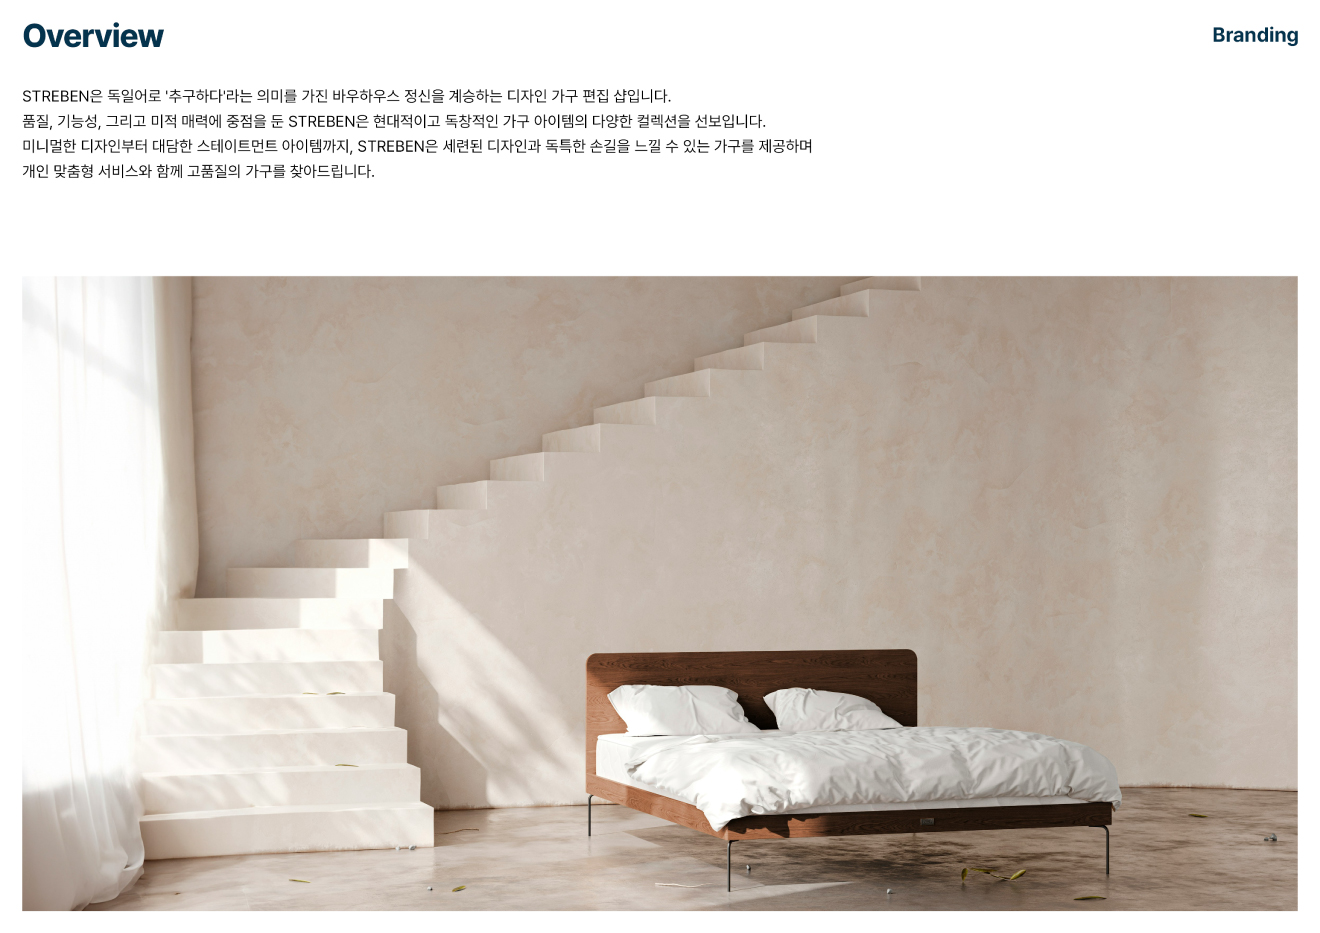 Overview
Branding
STREBEN은 독일어로 '추구하다'라는 의미를 가진 바우하우스 정신을 계승하는 디자인 가구 편집 샵입니다.
품질, 기능성, 그리고 미적 매력에 중점을 둔 STREBEN은 현대적이고 독창적인 가구 아이템의 다양한 컬렉션을 선보입니다.
미니멀한 디자인부터 대담한 스테이트먼트 아이템까지, STREBEN은 세련된 디자인과 독특한 손길을 느낄 수 있는 가구를 제공하며
개인 맞춤형 서비스와 함께 고품질의 가구를 찾아드립니다.